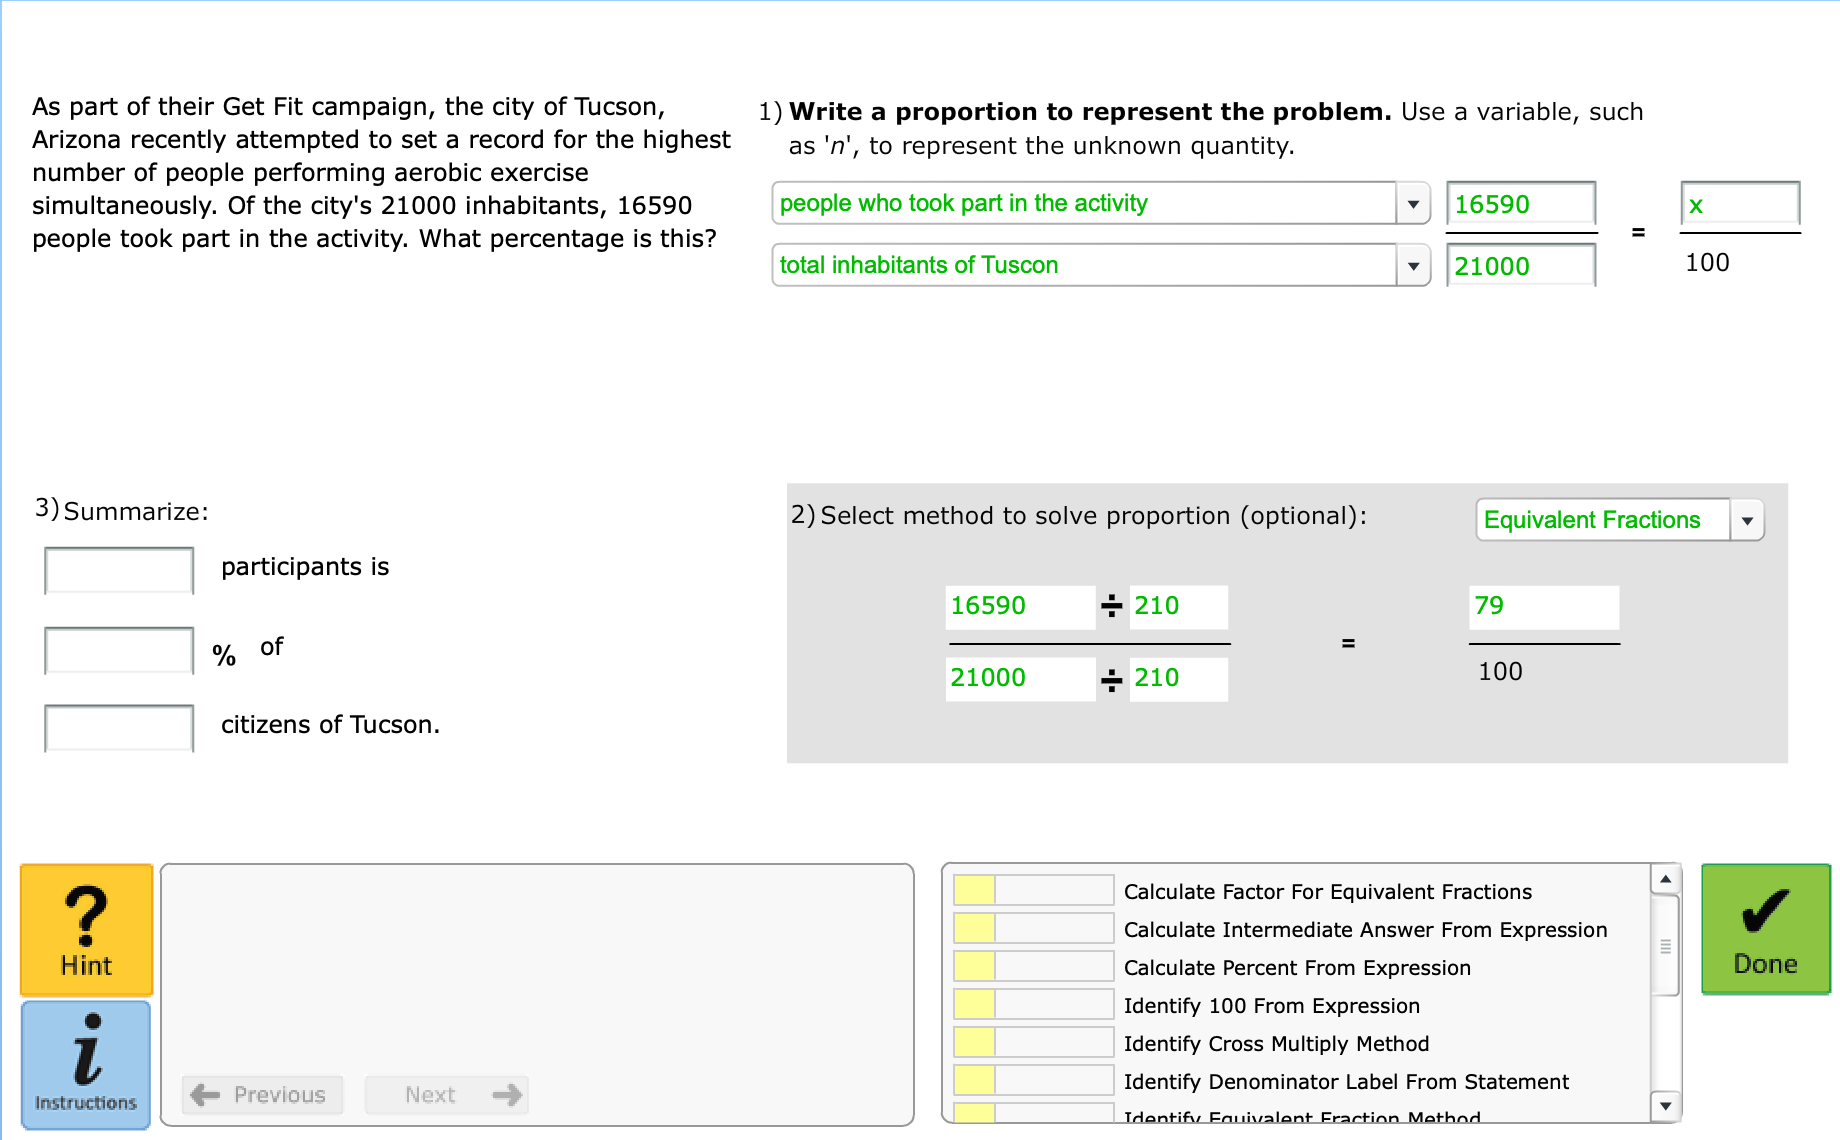 As part of their Get Fit campaign, the city of Tucson,
Arizona recently attempted to set a record for the highest
number of people performing aerobic exercise
simultaneously. Of the city's 21000 inhabitants, 16590
people took part in the activity. What percentage is this?
1) Write a proportion to represent the problem. Use a variable, such
as 'n', to represent the unknown quantity.
people who took part in the activity 16590 = x
total inhabitants of Tuscon 21000 100
3) Summarize:
participants is
% of
citizens of Tucson.
2) Select method to solve proportion (optional): Equivalent Fractions
16590 ÷ 210 = 79
21000 ÷ 210 100
? Hint
i Instructions
Previous Next
Calculate Factor For Equivalent Fractions
Calculate Intermediate Answer From Expression
Calculate Percent From Expression
Identify 100 From Expression
Identify Cross Multiply Method
Identify Denominator Label From Statement
Identify Equivalent Fraction Method
Done